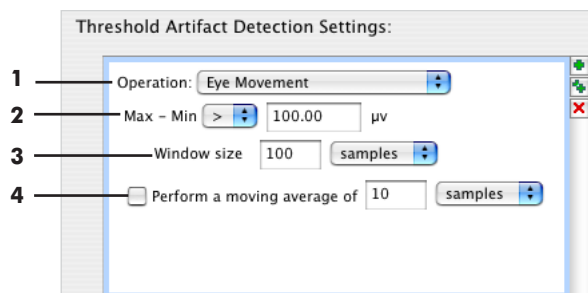 Threshold Artifact Detection Settings:
1 Operation: Eye Movement
2 Max – Min > 100.00 μv
3 Window size 100 samples
4 Perform a moving average of 10 samples